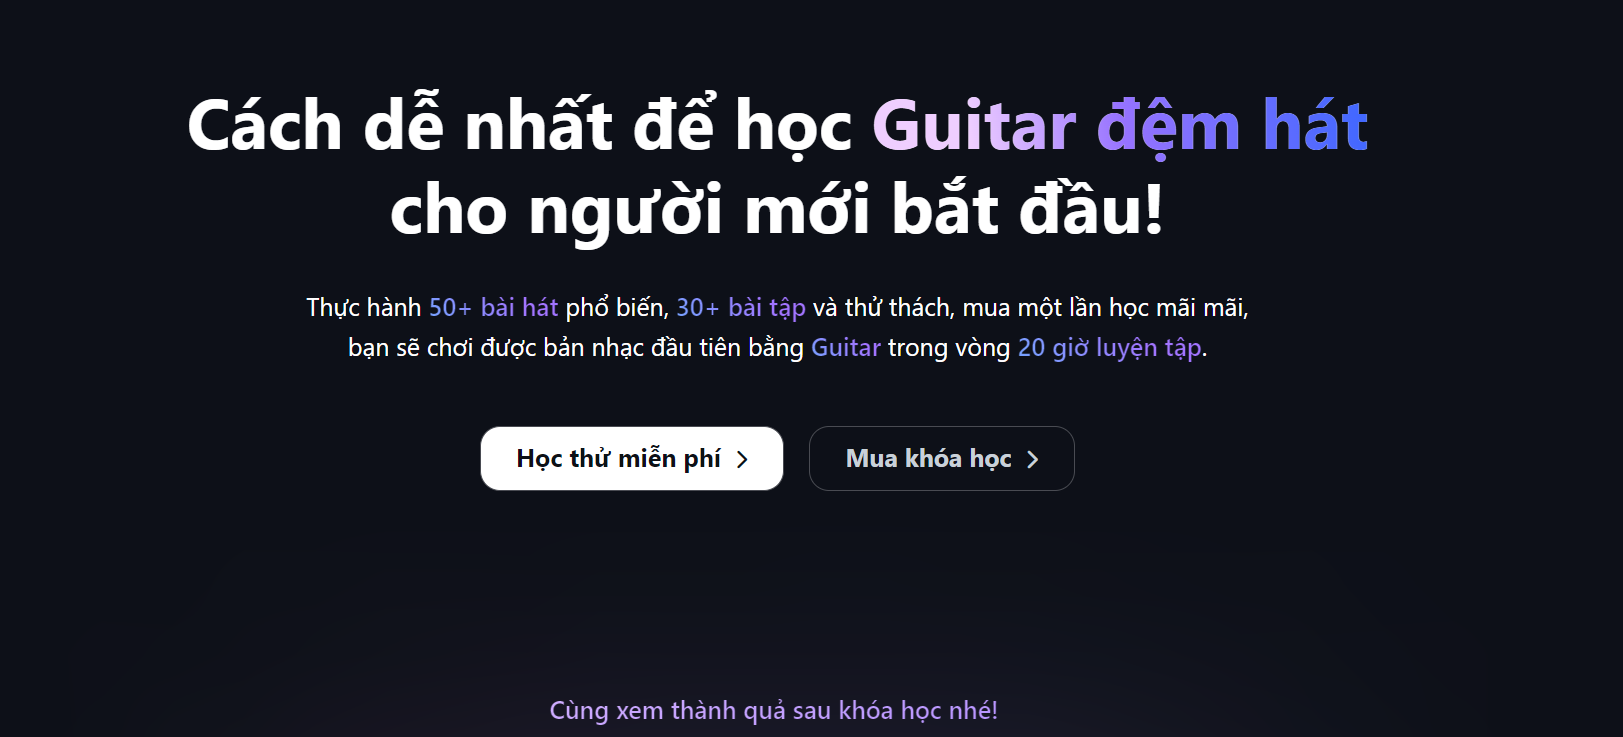 Cách dễ nhất để học Guitar đệm hát
cho người mới bắt đầu!
Thực hành 50+ bài hát phổ biến, 30+ bài tập và thử thách, mua một lần học mãi mãi,
bạn sẽ chơi được bản nhạc đầu tiên bằng Guitar trong vòng 20 giờ luyện tập.
Học thử miễn phí
Mua khóa học
Cùng xem thành quả sau khóa học nhé!